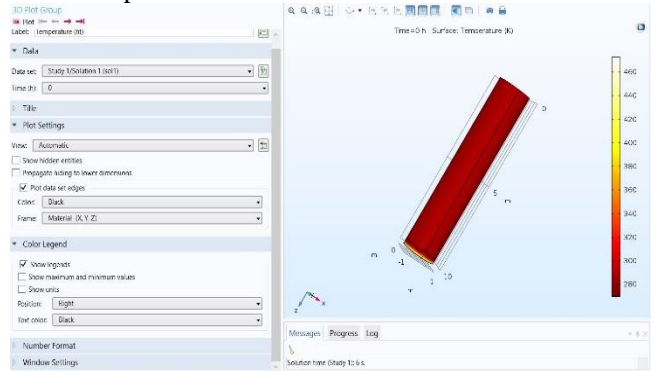 3D Plot Group
Plot
Label: Temperature (ht)
Data
Data set: Study 1/Solution 1 (sol1)
Time (h): 0
Title
Plot Settings
View: Automatic
Show hidden entities
Propagate hiding to lower dimensions
Plot data set edges
Color: Black
Frame: Material (X, Y, Z)
Color Legend
Show legends
Show maximum and minimum values
Show units
Position: Right
Text color: Black
Number Format
Window Settings
Time=0 h Surface: Temperature (K)
460
440
420
400
380
360
340
320
300
280
0
5
m
0
m
-1
1
10
z
x
Messages Progress Log
Solution time (Study 1): 6 s.